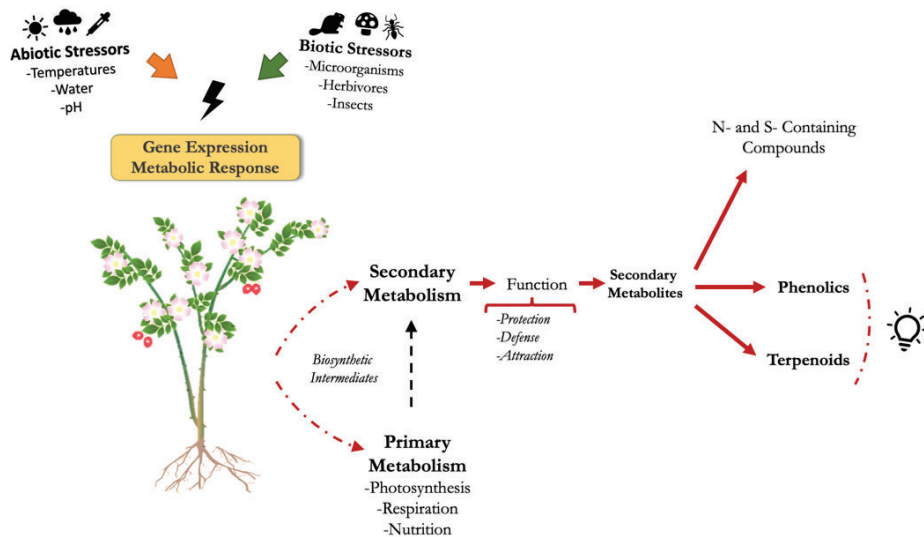 Abiotic Stressors
-Temperatures
-Water
-pH
Biotic Stressors
-Microorganisms
-Herbivores
-Insects
Gene Expression
Metabolic Response
N- and S- Containing
Compounds
Secondary
Metabolism
Function
-Protection
-Defense
-Attraction
Secondary
Metabolites
Phenolics
Terpenoids
Biosynthetic
Intermediates
Primary
Metabolism
-Photosynthesis
-Respiration
-Nutrition